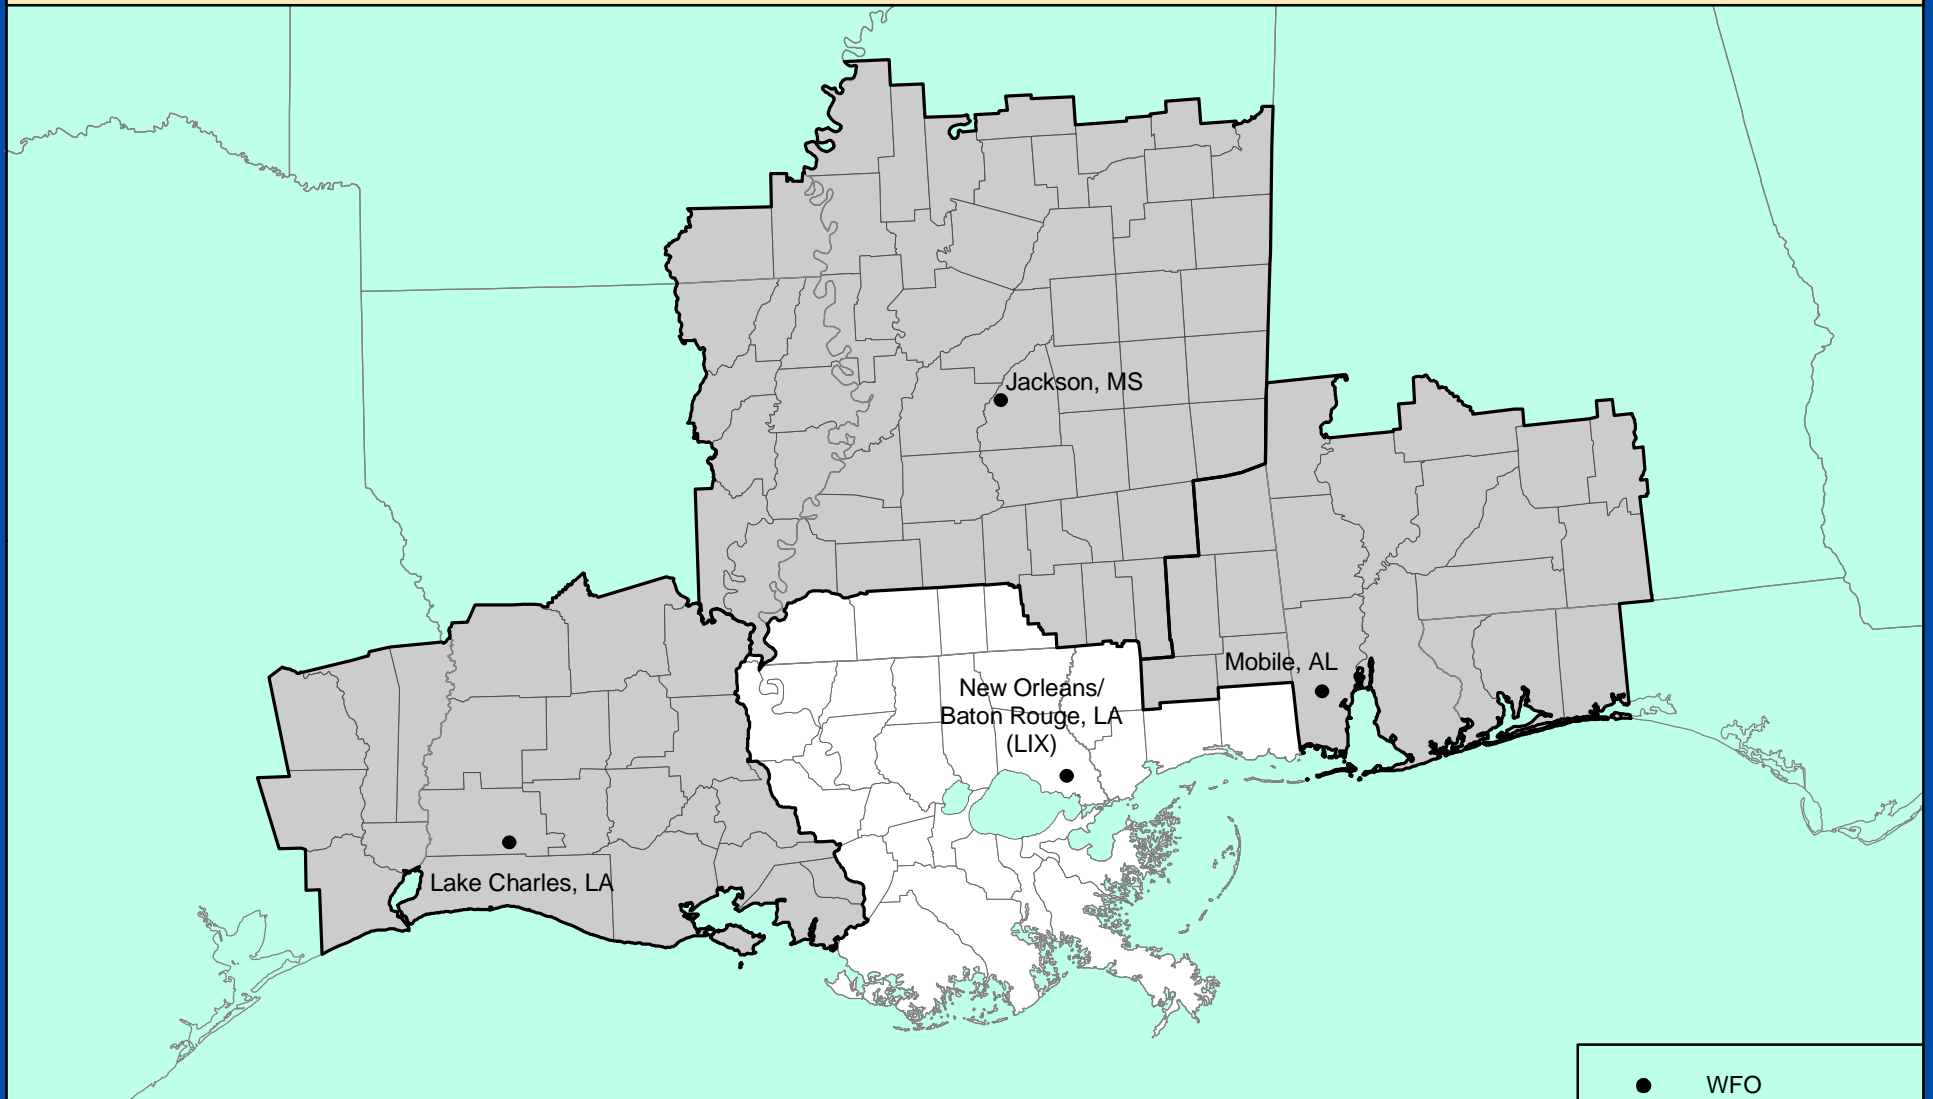 Jackson, MS
Mobile, AL
New Orleans/
Baton Rouge, LA
(LIX)
Lake Charles, LA
WFO